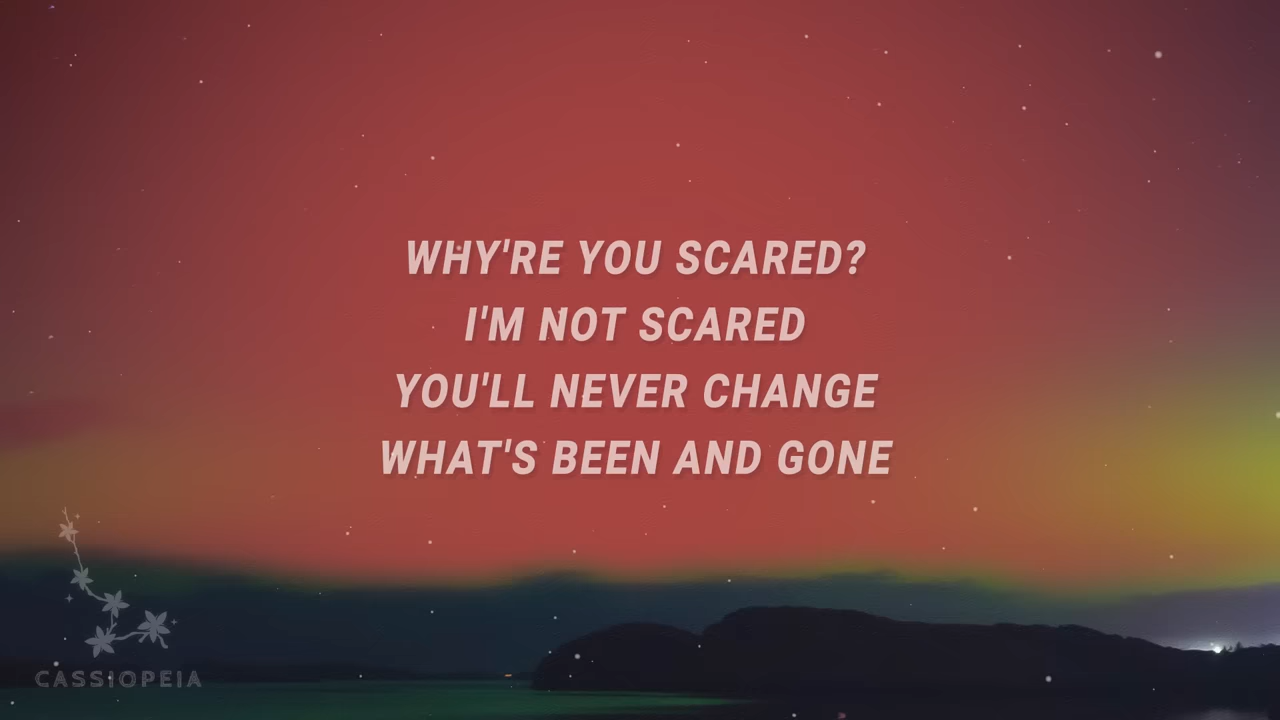 WHY'RE YOU SCARED?
I'M NOT SCARED
YOU'LL NEVER CHANGE
WHAT'S BEEN AND GONE
CASSIOPEIA